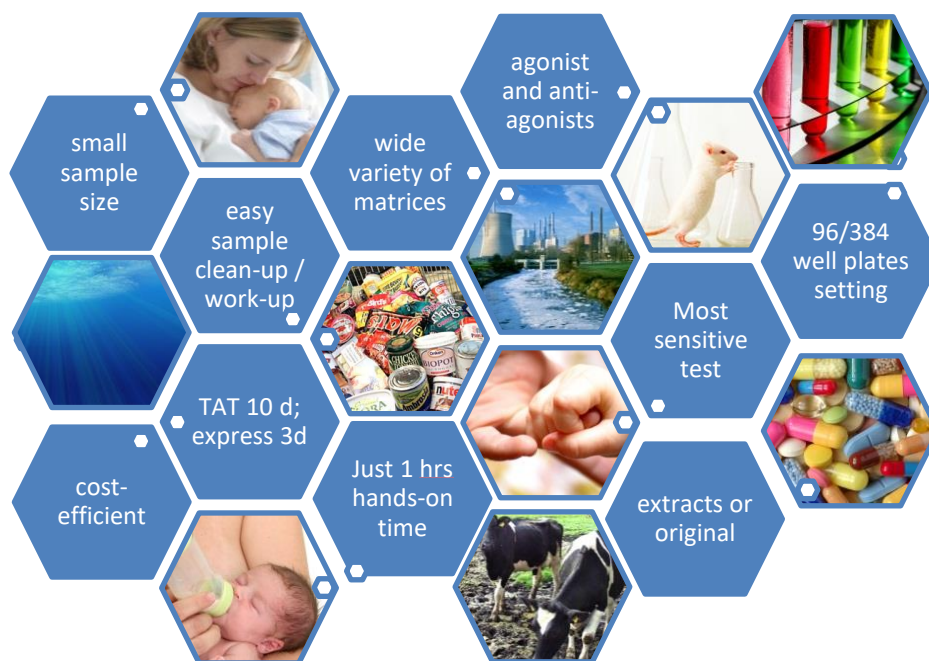 small
sample
size
easy
sample
clean-up /
work-up
wide
variety of
matrices
agonist
and anti-
agonists
96/384
well plates
setting
Most
sensitive
test
TAT 10 d;
express 3d
cost-
efficient
Just 1 hrs
hands-on
time
extracts or
original
CHICKEN
BIOPOT